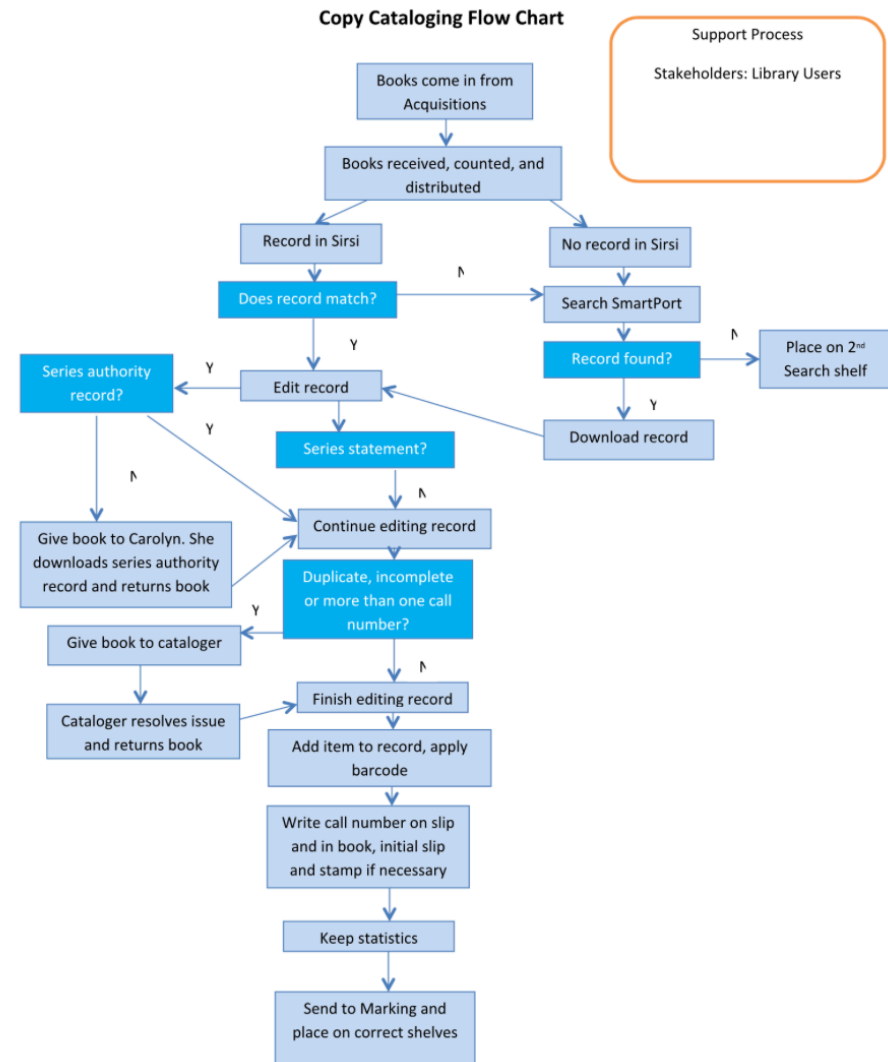 Copy Cataloging Flow Chart
Support Process
Stakeholders: Library Users
Books come in from
Acquisitions
Books received, counted, and
distributed
Record in Sirsi
No record in Sirsi
N
Does record match?
Search SmartPort
N
Y
Record found?
Place on 2nd
Search shelf
Series authority
record?
Y
Edit record
Y
Y
Series statement?
Download record
N
N
Give book to Carolyn. She
downloads series authority
record and returns book
Continue editing record
Duplicate, incomplete
or more than one call
number?
Y
Give book to cataloger
N
Finish editing record
Cataloger resolves issue
and returns book
Add item to record, apply
barcode
Write call number on slip
and in book, initial slip
and stamp if necessary
Keep statistics
Send to Marking and
place on correct shelves